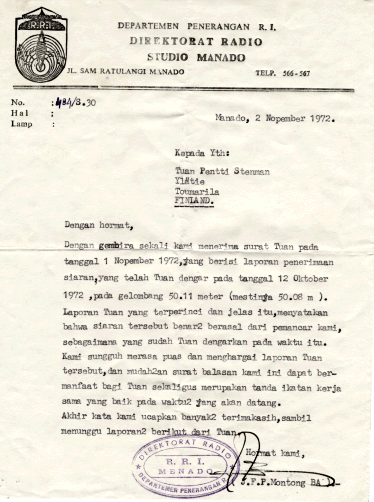 R.R.I.
DEPARTEMEN PENERANGAN R. I.
DIREKTORAT RADIO
STUDIO MANADO
JL. SAM RATULANGI MANADO TELP. 566-567
No. : 484/B.30
Hal :
Lamp :
Manado, 2 Nopember 1972.
Kepada Yth:
Tuan Pentti Stenman
Ylätie
Toumarila
FINLAND.
Dengan hormat,
Dengan gembira sekali kami menerima surat Tuan pada
tanggal 1 Nopember 1972,yang berisi laporan penerimaan
siaran,yang telah Tuan dengar pada tanggal 12 Oktober
1972 ,pada gelombang 50.11 meter (mestinya 50.08 m ).
Laporan Tuan yang terperinci dan jelas itu,menyatakan
bahwa siaran tersebut benar2 berasal dari pemancar kami,
sebagaimana yang sudah Tuan dengarkan pada waktu itu.
Kami sungguh merasa puas dan menghargai laporan Tuan
tersebut,dan mudah2an surat balasan kami ini dapat ber-
manfaat bagi Tuan sekaligus merupakan tanda ikatan kerja
sama yang baik pada waktu2 yang akan datang.
Akhir kata kami ucapkan banyak2 terimakasih,sambil
menunggu laporan2 berikut dari Tuan.
Hormat kami,
DIREKTORAT RADIO
R. R. I.
MENADO
DEPARTEMEN PENERANGAN R.I.
Montong BA